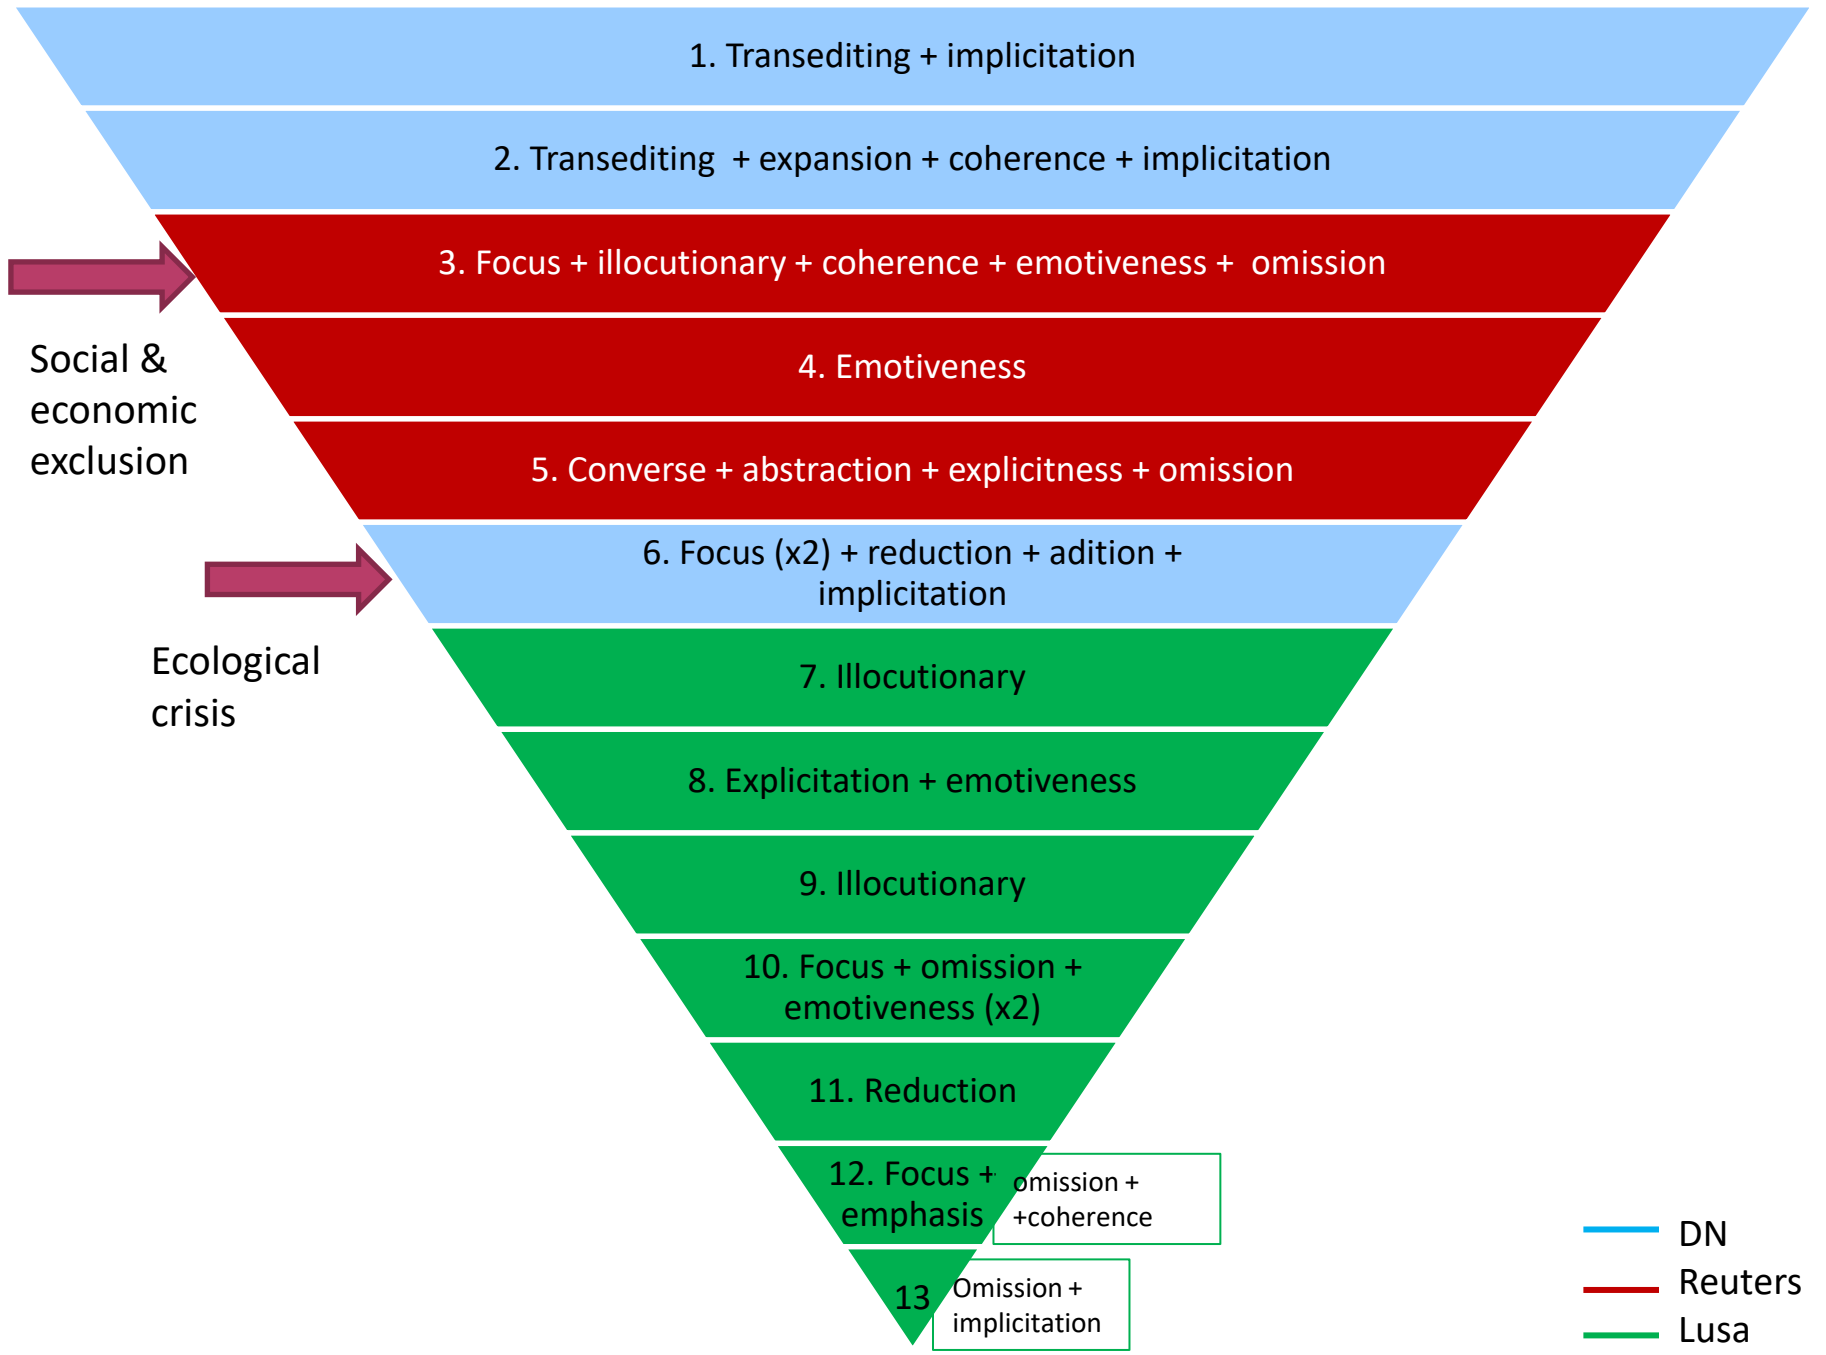 1. Transediting + implicitation
2. Transediting + expansion + coherence + implicitation
3. Focus + illocutionary + coherence + emotiveness + omission
Social &
economic
exclusion
4. Emotiveness
5. Converse + abstraction + explicitness + omission
6. Focus (x2) + reduction + adition +
implicitation
Ecological
crisis
7. Illocutionary
8. Explicitation + emotiveness
9. Illocutionary
10. Focus + omission +
emotiveness (x2)
11. Reduction
12. Focus +
emphasis
omission +
+coherence
13
Omission +
implicitation
DN
Reuters
Lusa